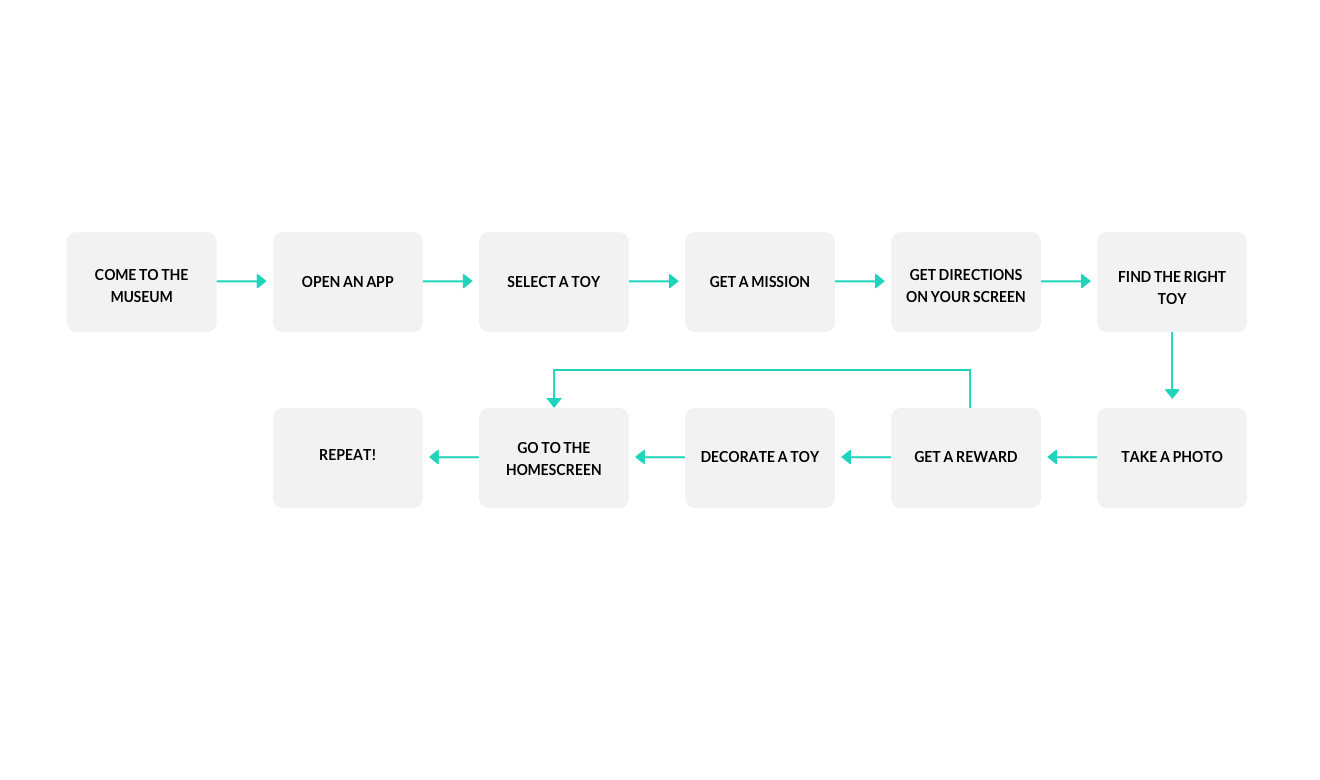 COME TO THE
MUSEUM
OPEN AN APP
SELECT A TOY
GET A MISSION
GET DIRECTIONS
ON YOUR SCREEN
FIND THE RIGHT
TOY
TAKE A PHOTO
GET A REWARD
DECORATE A TOY
GO TO THE
HOMESCREEN
REPEAT!